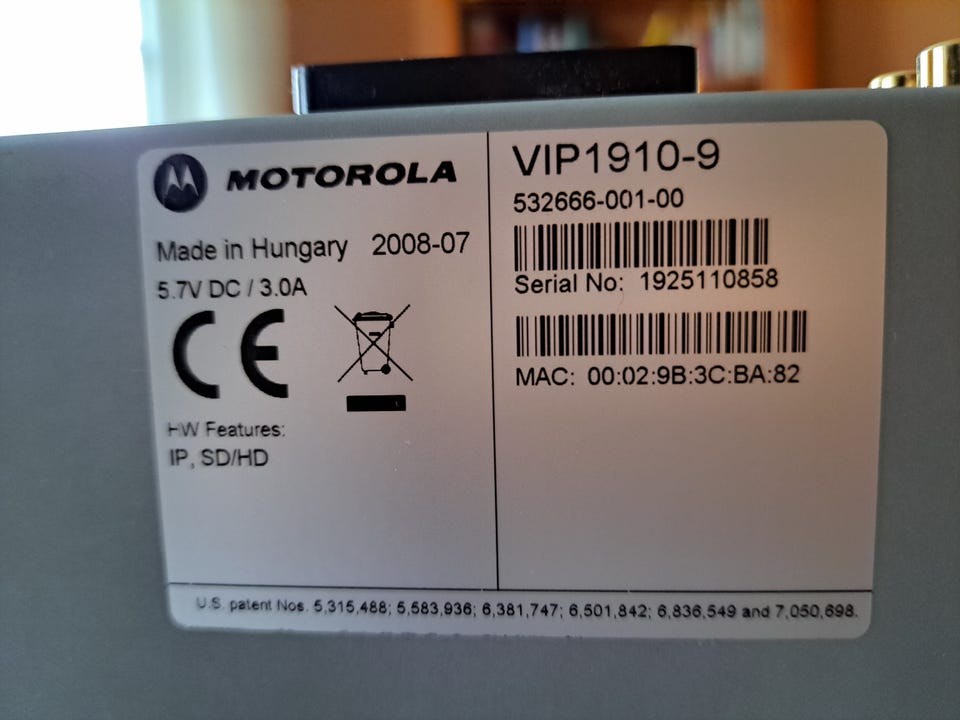 MOTOROLA
Made in Hungary 2008-07
5.7V DC / 3.0A
CE
HW Features:
IP, SD/HD
VIP1910-9
532666-001-00
Serial No: 1925110858
MAC: 00:02:9B:3C:BA:82
U.S. patent Nos. 5,315,488; 5,583,936; 6,381,747; 6,501,842; 6,836,549 and 7,050,698.